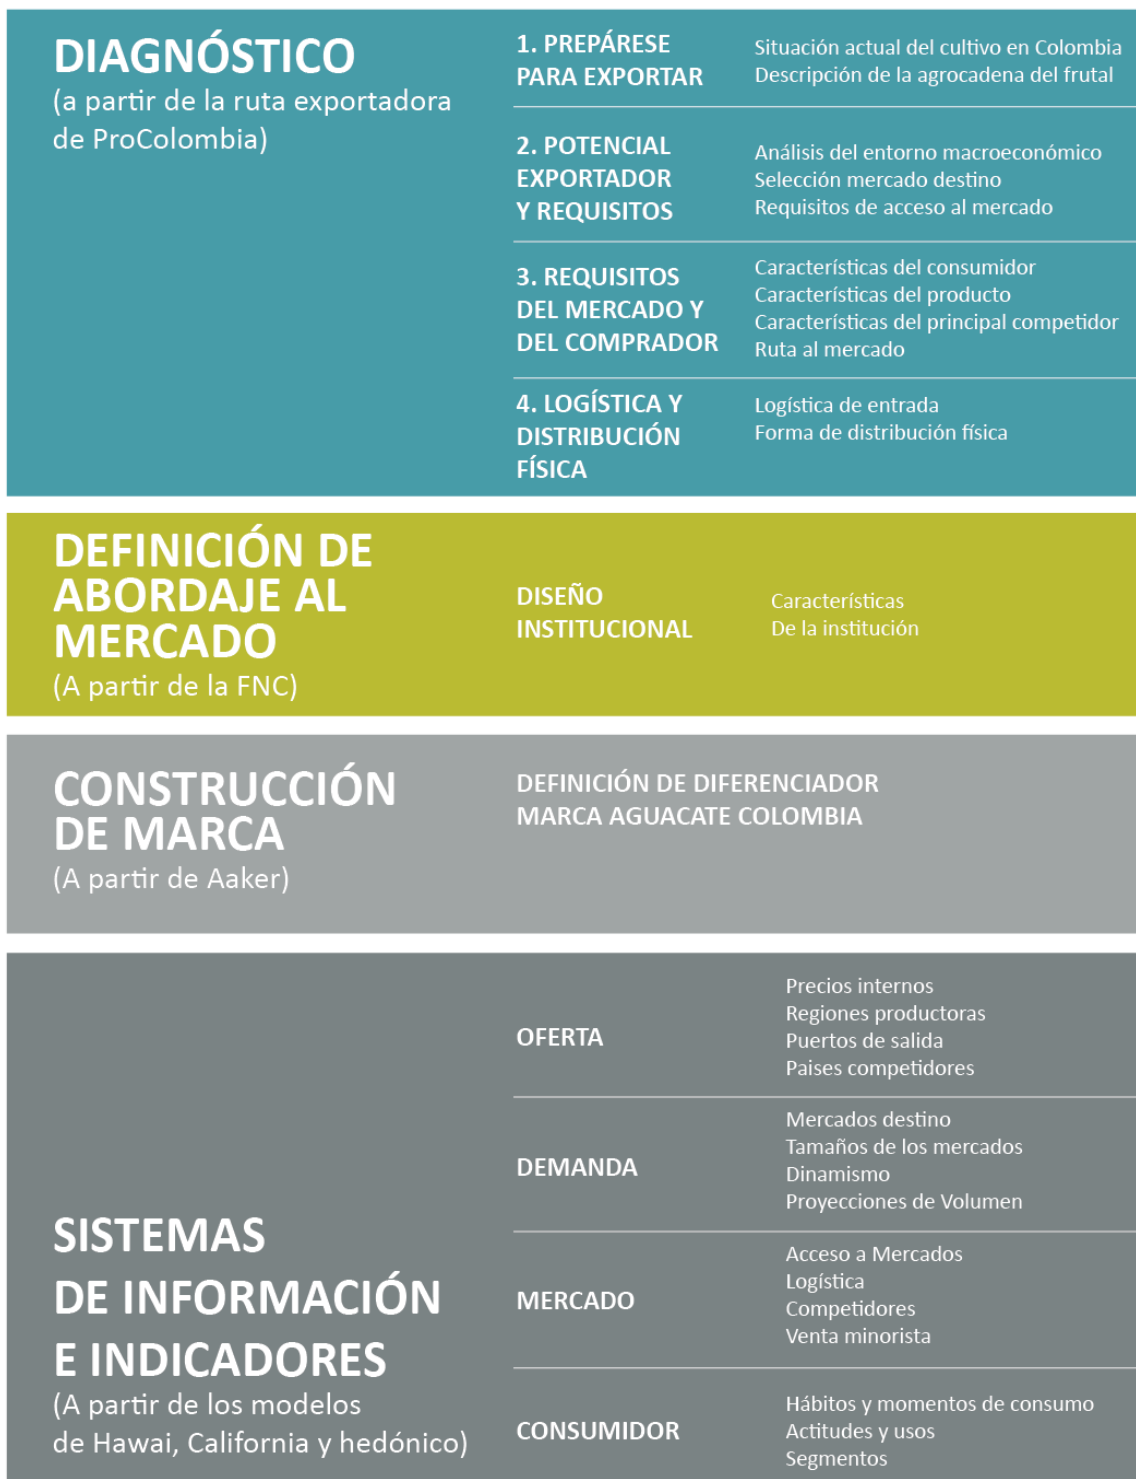 DIAGNÓSTICO
(a partir de la ruta exportadora
de ProColombia)
1. PREPÁRESE
PARA EXPORTAR
Situación actual del cultivo en Colombia
Descripción de la agrocadena del frutal
2. POTENCIAL
EXPORTADOR
Y REQUISITOS
Análisis del entorno macroeconómico
Selección mercado destino
Requisitos de acceso al mercado
3. REQUISITOS
DEL MERCADO Y
DEL COMPRADOR
Características del consumidor
Características del producto
Características del principal competidor
Ruta al mercado
4. LOGÍSTICA Y
DISTRIBUCIÓN
FÍSICA
Logística de entrada
Forma de distribución física
DEFINICIÓN DE
ABORDAJE AL
MERCADO
(A partir de la FNC)
DISEÑO
INSTITUCIONAL
Características
De la institución
CONSTRUCCIÓN
DE MARCA
(A partir de Aaker)
DEFINICIÓN DE DIFERENCIADOR
MARCA AGUACATE COLOMBIA
SISTEMAS
DE INFORMACIÓN
E INDICADORES
(A partir de los modelos
de Hawai, California y hedónico)
OFERTA
Precios internos
Regiones productoras
Puertos de salida
Paises competidores
DEMANDA
Mercados destino
Tamaños de los mercados
Dinamismo
Proyecciones de Volumen
MERCADO
Acceso a Mercados
Logística
Competidores
Venta minorista
CONSUMIDOR
Hábitos y momentos de consumo
Actitudes y usos
Segmentos